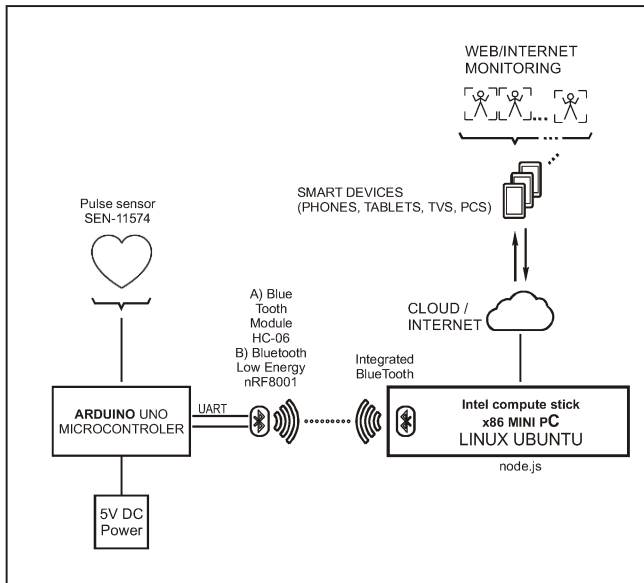 WEB/INTERNET
MONITORING
SMART DEVICES
(PHONES, TABLETS, TVS, PCS)
Pulse sensor
SEN-11574
A) Blue
Tooth
Module
HC-06
B) Bluetooth
Low Energy
nRF8001
CLOUD /
INTERNET
Integrated
BlueTooth
ARDUINO UNO
MICROCONTROLER
UART
Intel compute stick
x86 MINI PC
LINUX UBUNTU
node.js
5V DC
Power